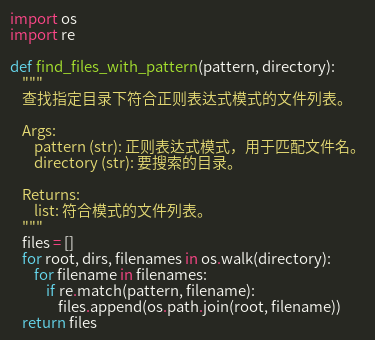 import os
import re

def find_files_with_pattern(pattern, directory):
    """
    查找指定目录下符合正则表达式模式的文件列表。

    Args:
        pattern (str): 正则表达式模式，用于匹配文件名。
        directory (str): 要搜索的目录。

    Returns:
        list: 符合模式的文件列表。
    """
    files = []
    for root, dirs, filenames in os.walk(directory):
        for filename in filenames:
            if re.match(pattern, filename):
                files.append(os.path.join(root, filename))
    return files